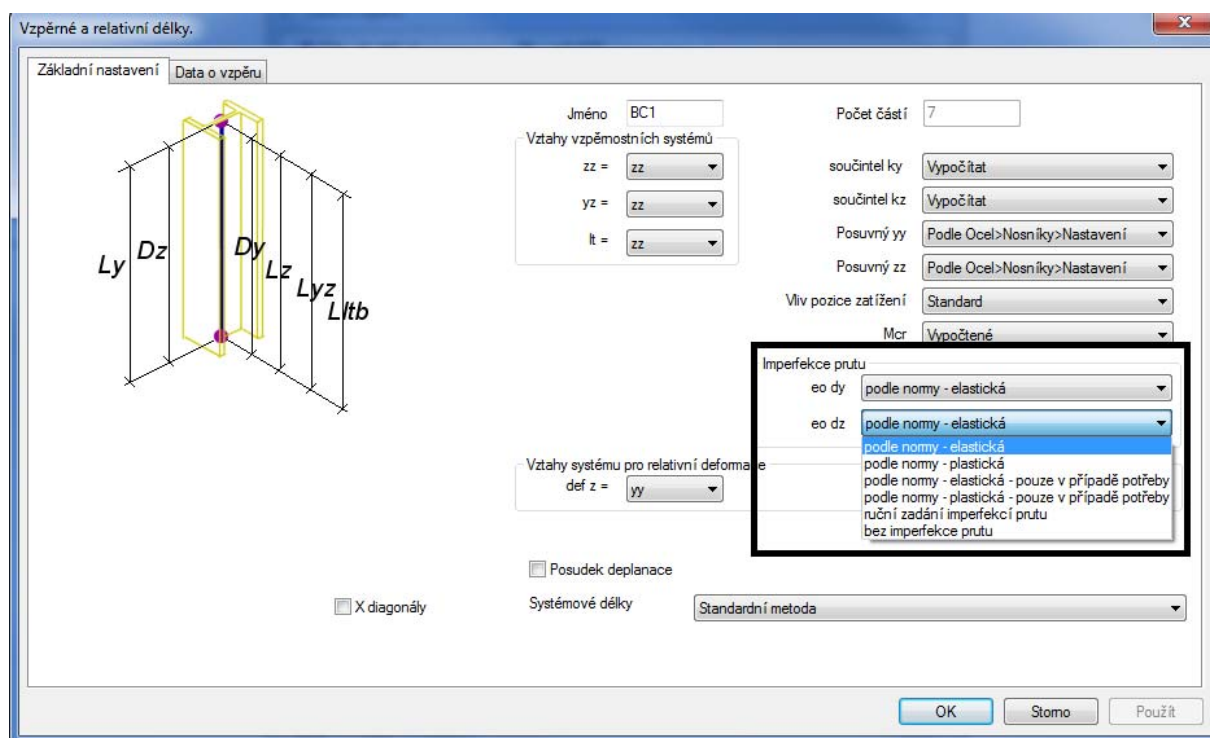 Vzpěrné a relativní délky.
Základní nastavení
Data o vzpěru
Ly
Dz
Dy
Lz
Lyz
Lltb
Jméno BC1
Počet částí 7
Vztahy vzpěrnostních systémů
zz = zz
yz = zz
lt = zz
součintel ky Vypočítat
součintel kz Vypočítat
Posuvný yy Podle Ocel>Nosníky>Nastavení
Posuvný zz Podle Ocel>Nosníky>Nastavení
Vliv pozice zatížení Standard
Mcr Vypočtené
Imperfekce prutu
eo dy podle normy - elastická
eo dz podle normy - elastická
podle normy - elastická
podle normy - plastická
podle normy - elastická - pouze v případě potřeby
podle normy - plastická - pouze v případě potřeby
ruční zadání imperfekcí prutu
bez imperfekce prutu
Vztahy systému pro relativní deformace
def z = yy
Posudek deplanace
X diagonály
Systémové délky Standardní metoda
OK Storno Použít